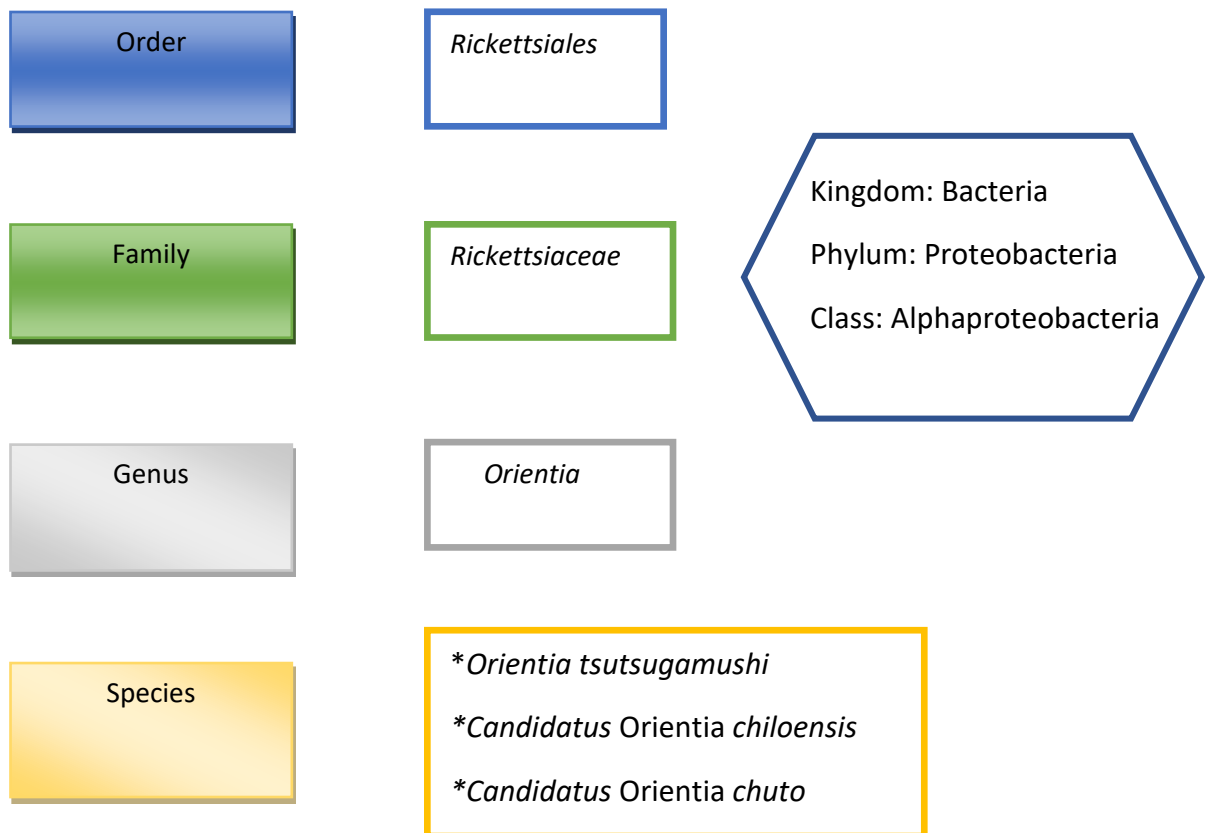 Order
Rickettsiales
Family
Rickettsiaceae
Genus
Orientia
Species
*Orientia tsutsugamushi
*Candidatus Orientia chiloensis
*Candidatus Orientia chuto
Kingdom: Bacteria
Phylum: Proteobacteria
Class: Alphaproteobacteria